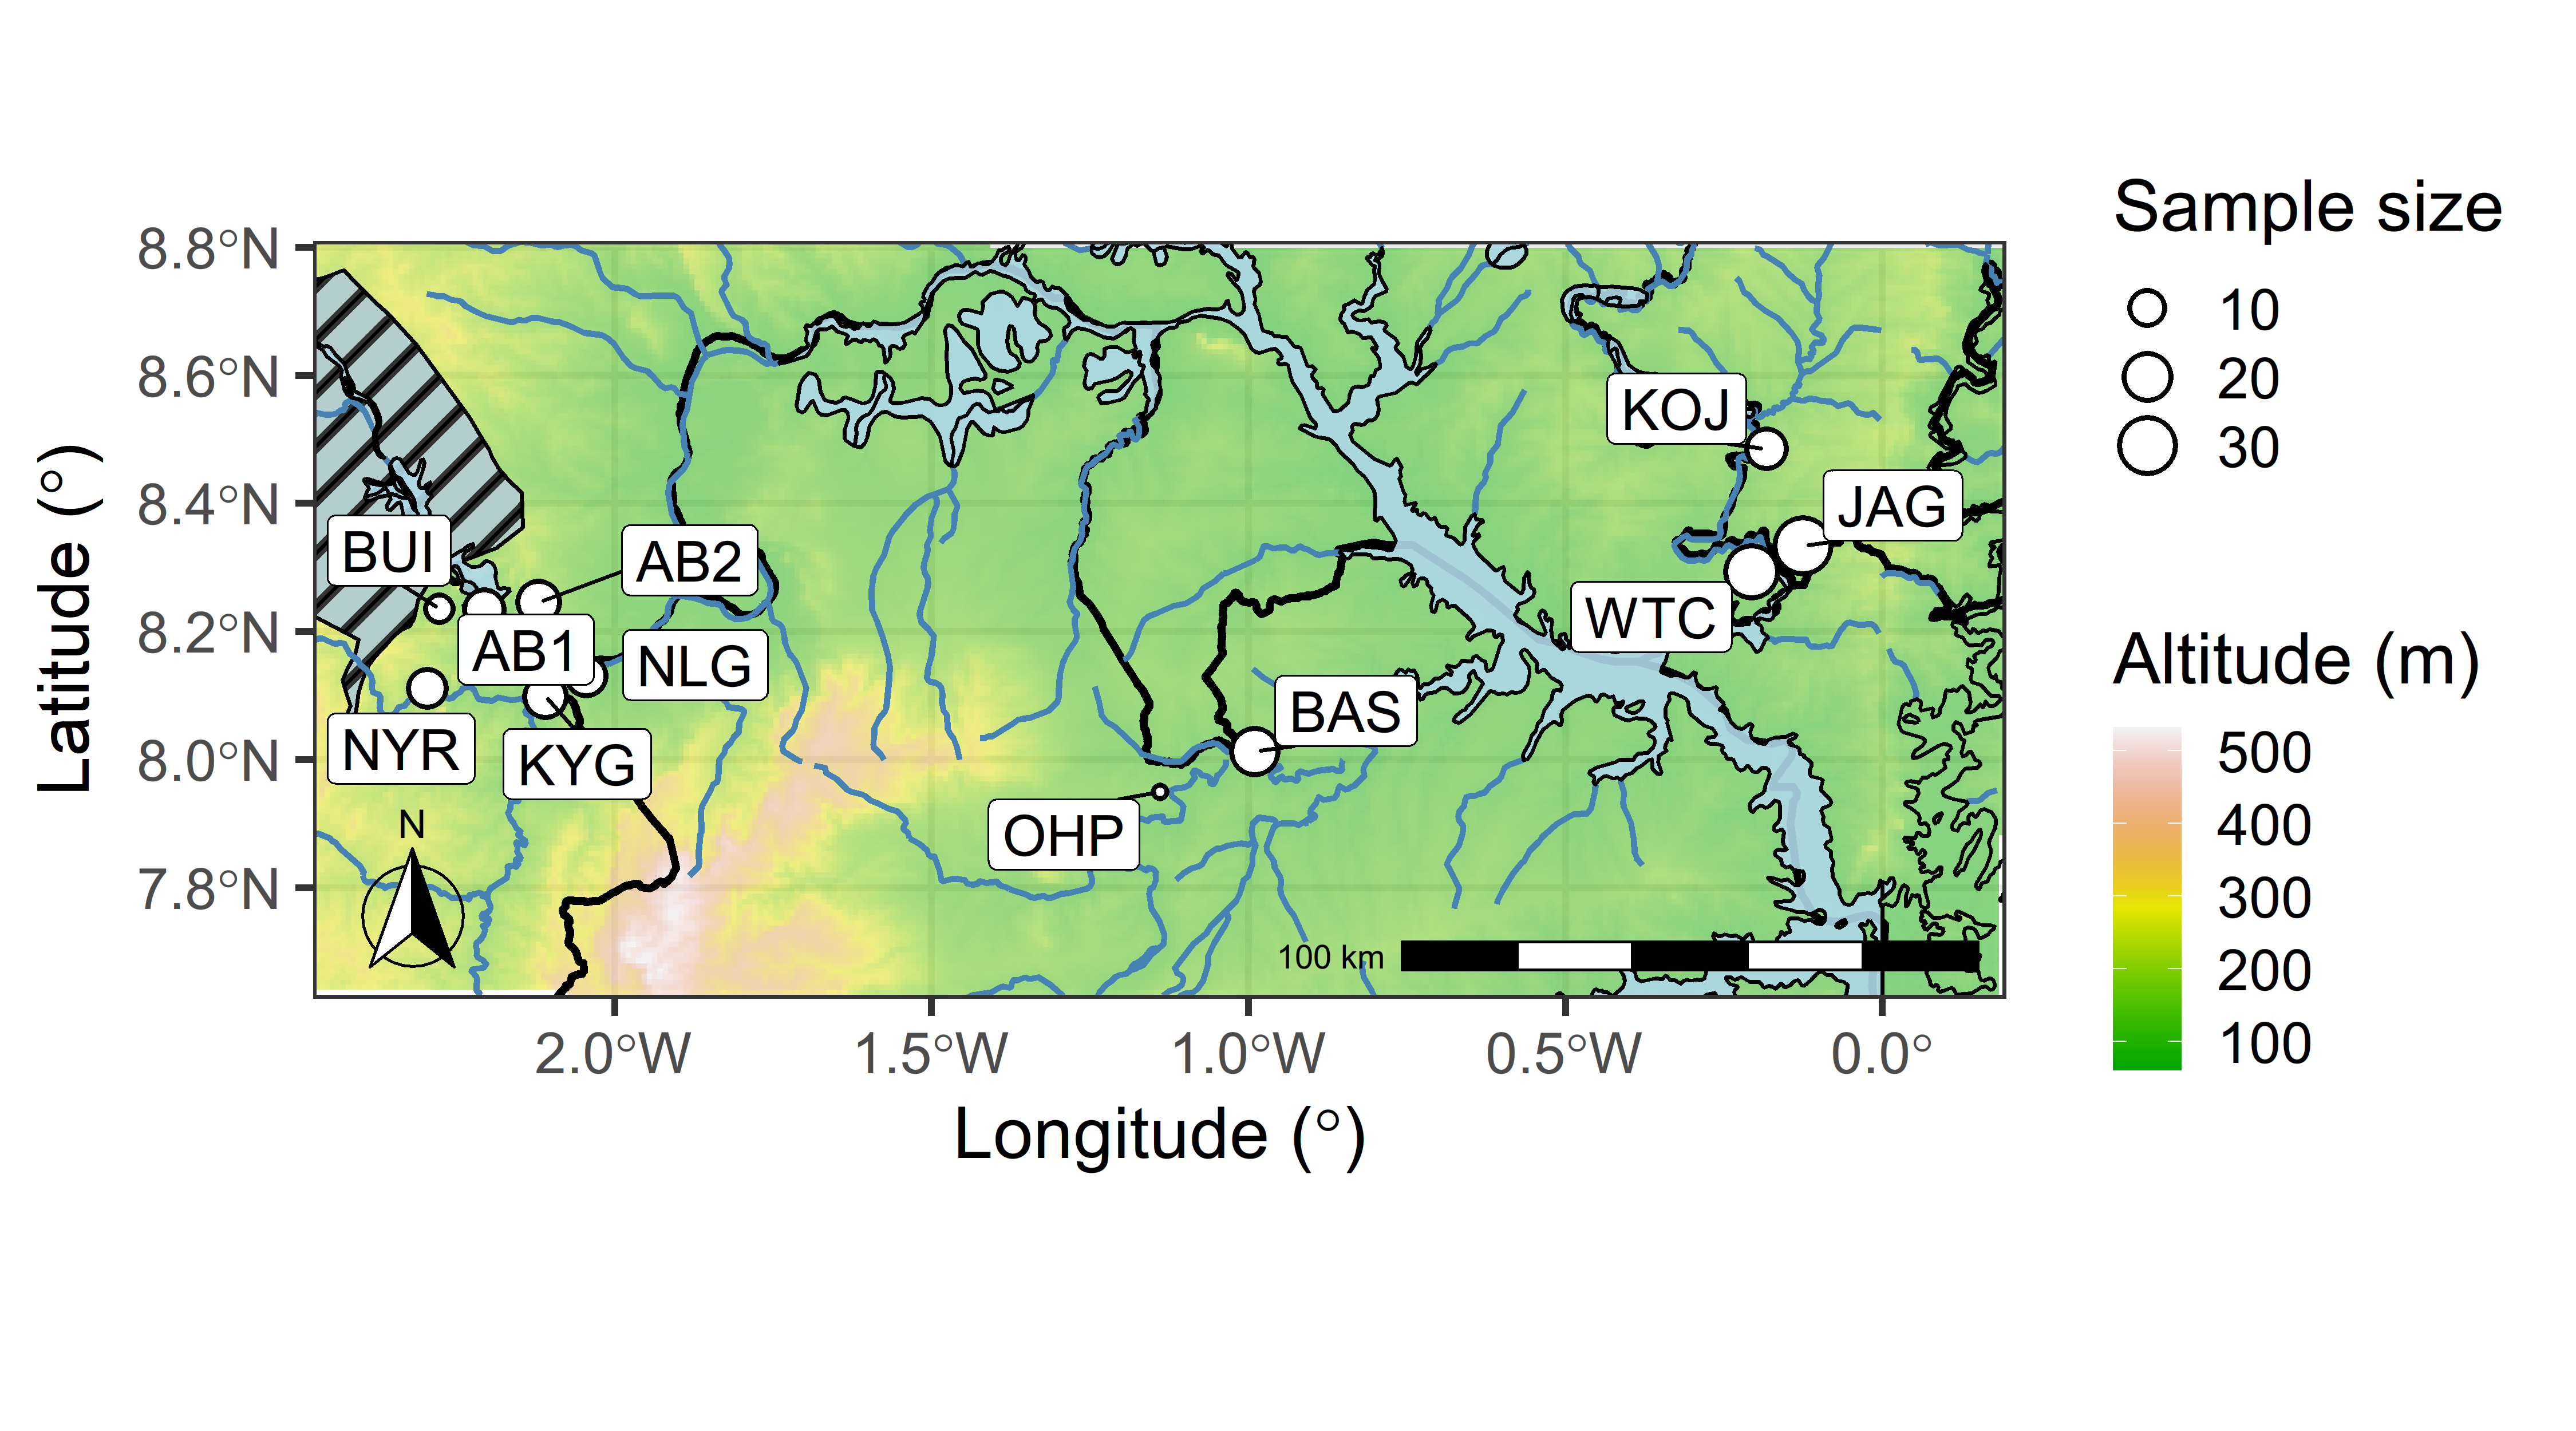 Sample size
10
20
30
Altitude (m)
500
400
300
200
100
Latitude (°)
8.8°N
8.6°N
8.4°N
8.2°N
8.0°N
7.8°N
KOJ
JAG
BUI
AB2
WTC
AB1
NLG
BAS
NYR
KYG
OHP
N
100 km
2.0°W
1.5°W
1.0°W
0.5°W
0.0°
Longitude (°)